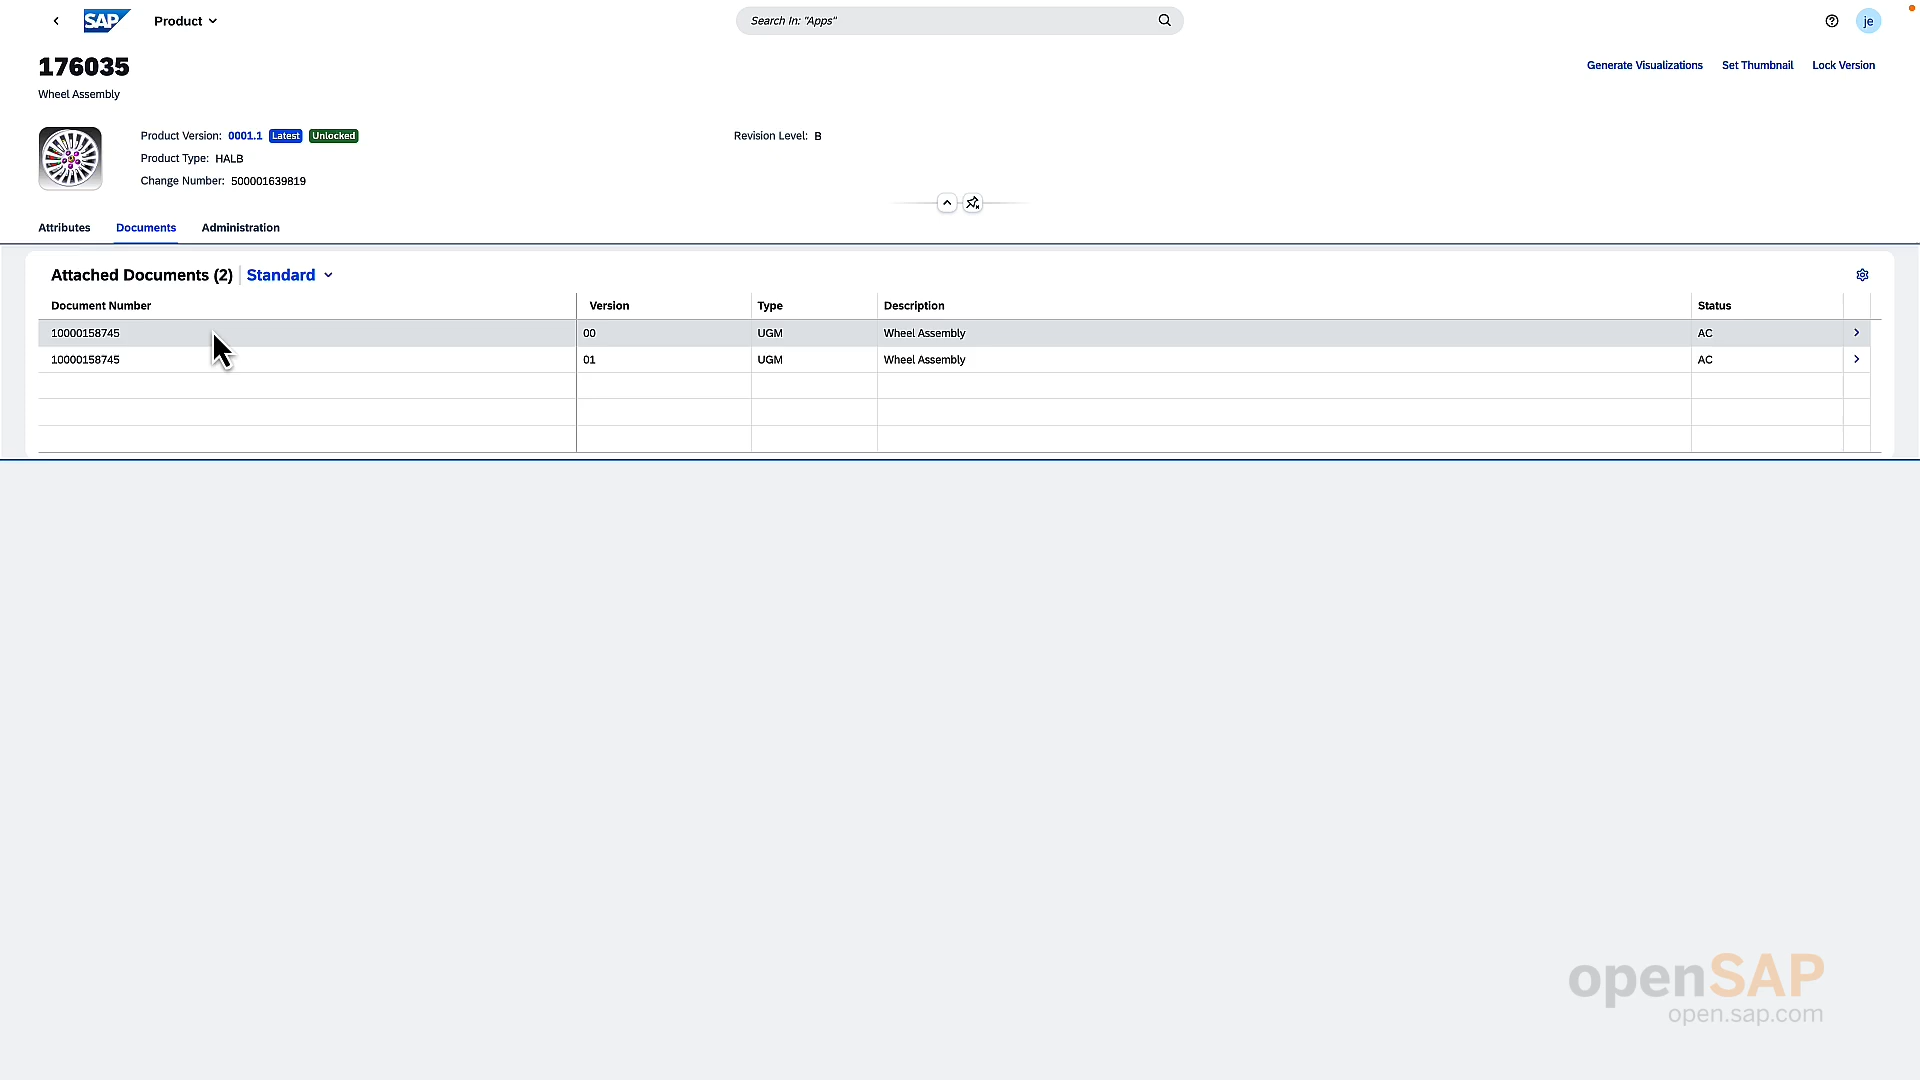 SAP Product Search In: "Apps" je
176035 Generate Visualizations Set Thumbnail Lock Version
Wheel Assembly
Product Version: 0001.1 Latest Unlocked Revision Level: B
Product Type: HALB
Change Number: 500001639819
Attributes Documents Administration
Attached Documents (2) Standard
Document Number Version Type Description Status
10000158745 00 UGM Wheel Assembly AC
10000158745 01 UGM Wheel Assembly AC
openSAP
open.sap.com